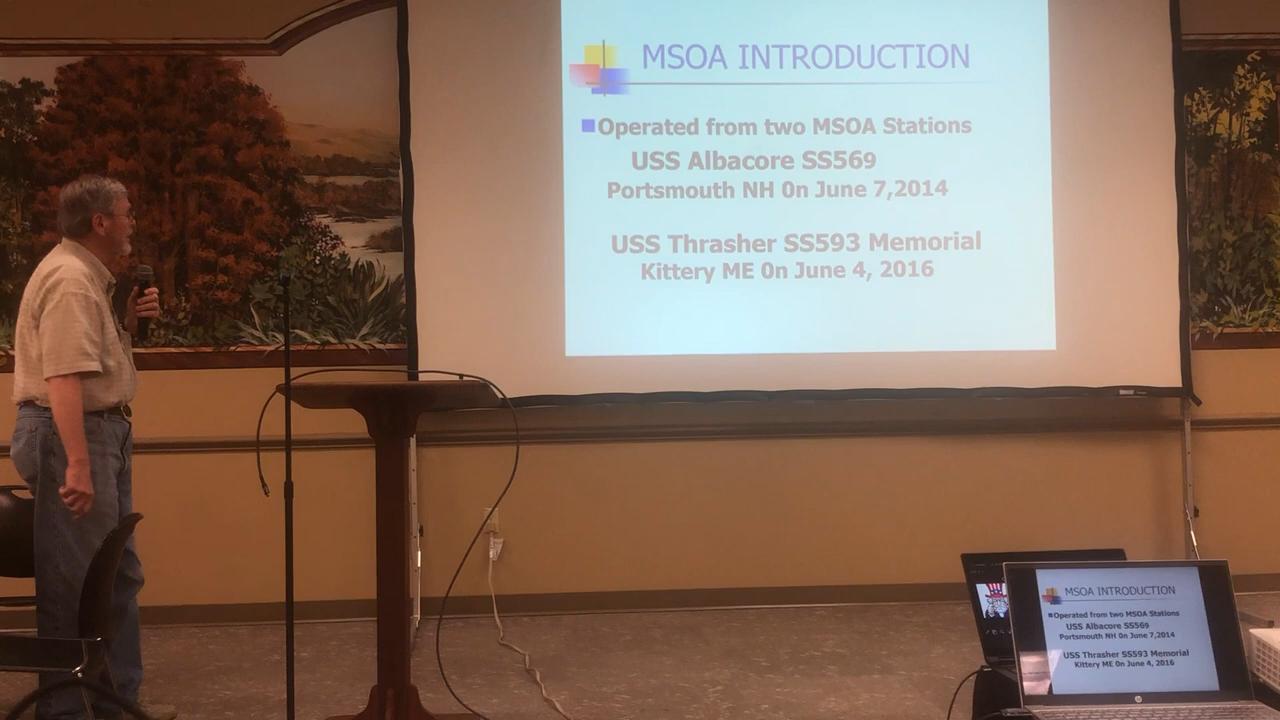 MSOA INTRODUCTION
Operated from two MSOA Stations
USS Albacore SS569
Portsmouth NH 0n June 7,2014
USS Thrasher SS593 Memorial
Kittery ME 0n June 4, 2016
MSOA INTRODUCTION
Operated from two MSOA Stations
USS Albacore SS569
Portsmouth NH 0n June 7,2014
USS Thrasher SS593 Memorial
Kittery ME 0n June 4, 2016
hp